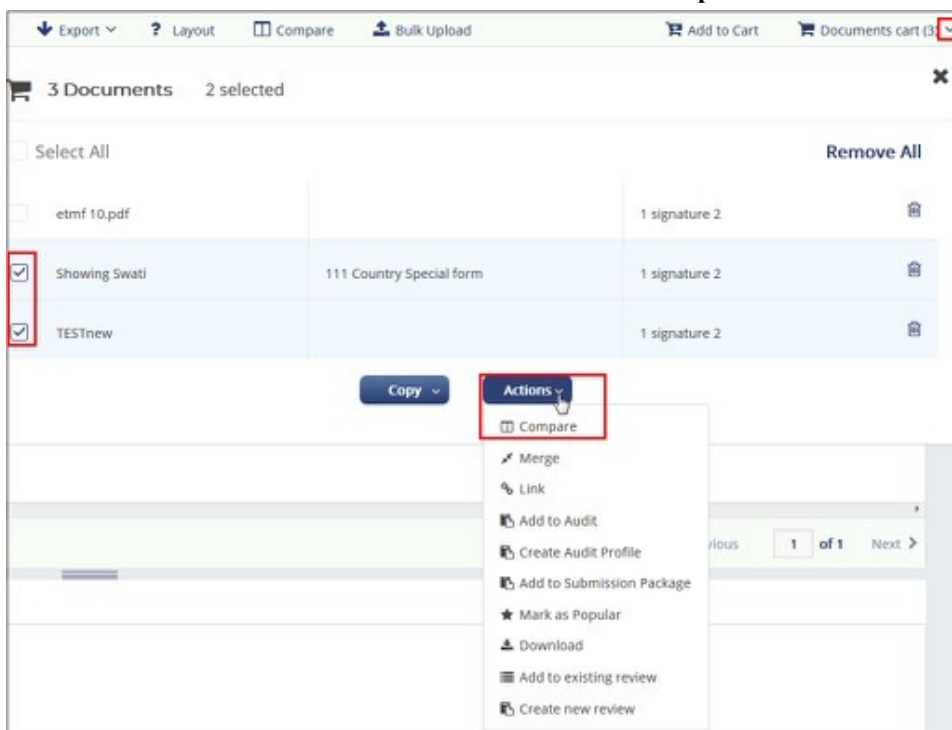 Export Layout Compare Bulk Upload Add to Cart Documents cart (3)
3 Documents 2 selected
Select All Remove All
etmf 10.pdf 1 signature 2
Showing Swati 111 Country Special form 1 signature 2
TESTnew 1 signature 2
Copy Actions
Compare
Merge
Link
Add to Audit
Create Audit Profile
1 of 1 Next
Add to Submission Package
Mark as Popular
Download
Add to existing review
Create new review